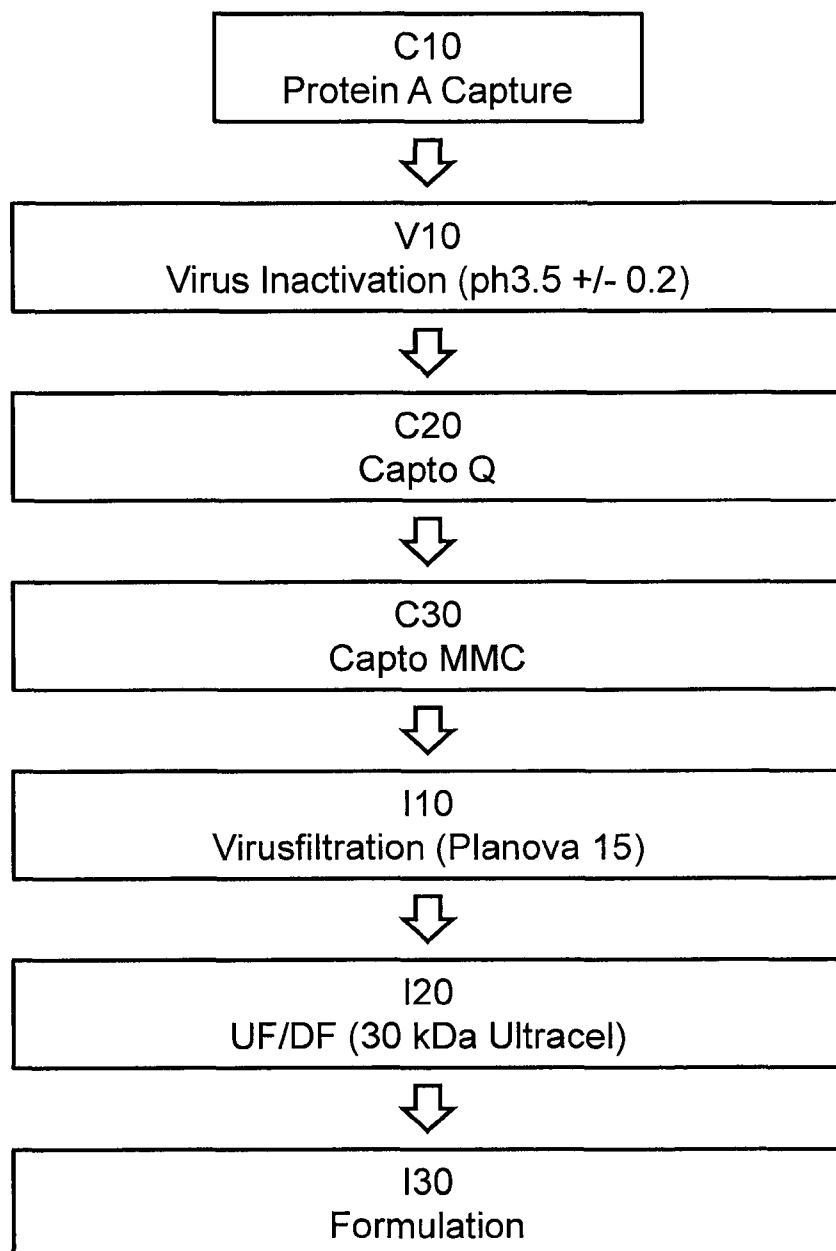 C10
Protein A Capture
V10
Virus Inactivation (ph3.5 +/- 0.2)
C20
Capto Q
C30
Capto MMC
I10
Virusfiltration (Planova 15)
I20
UF/DF (30 kDa Ultracel)
I30
Formulation